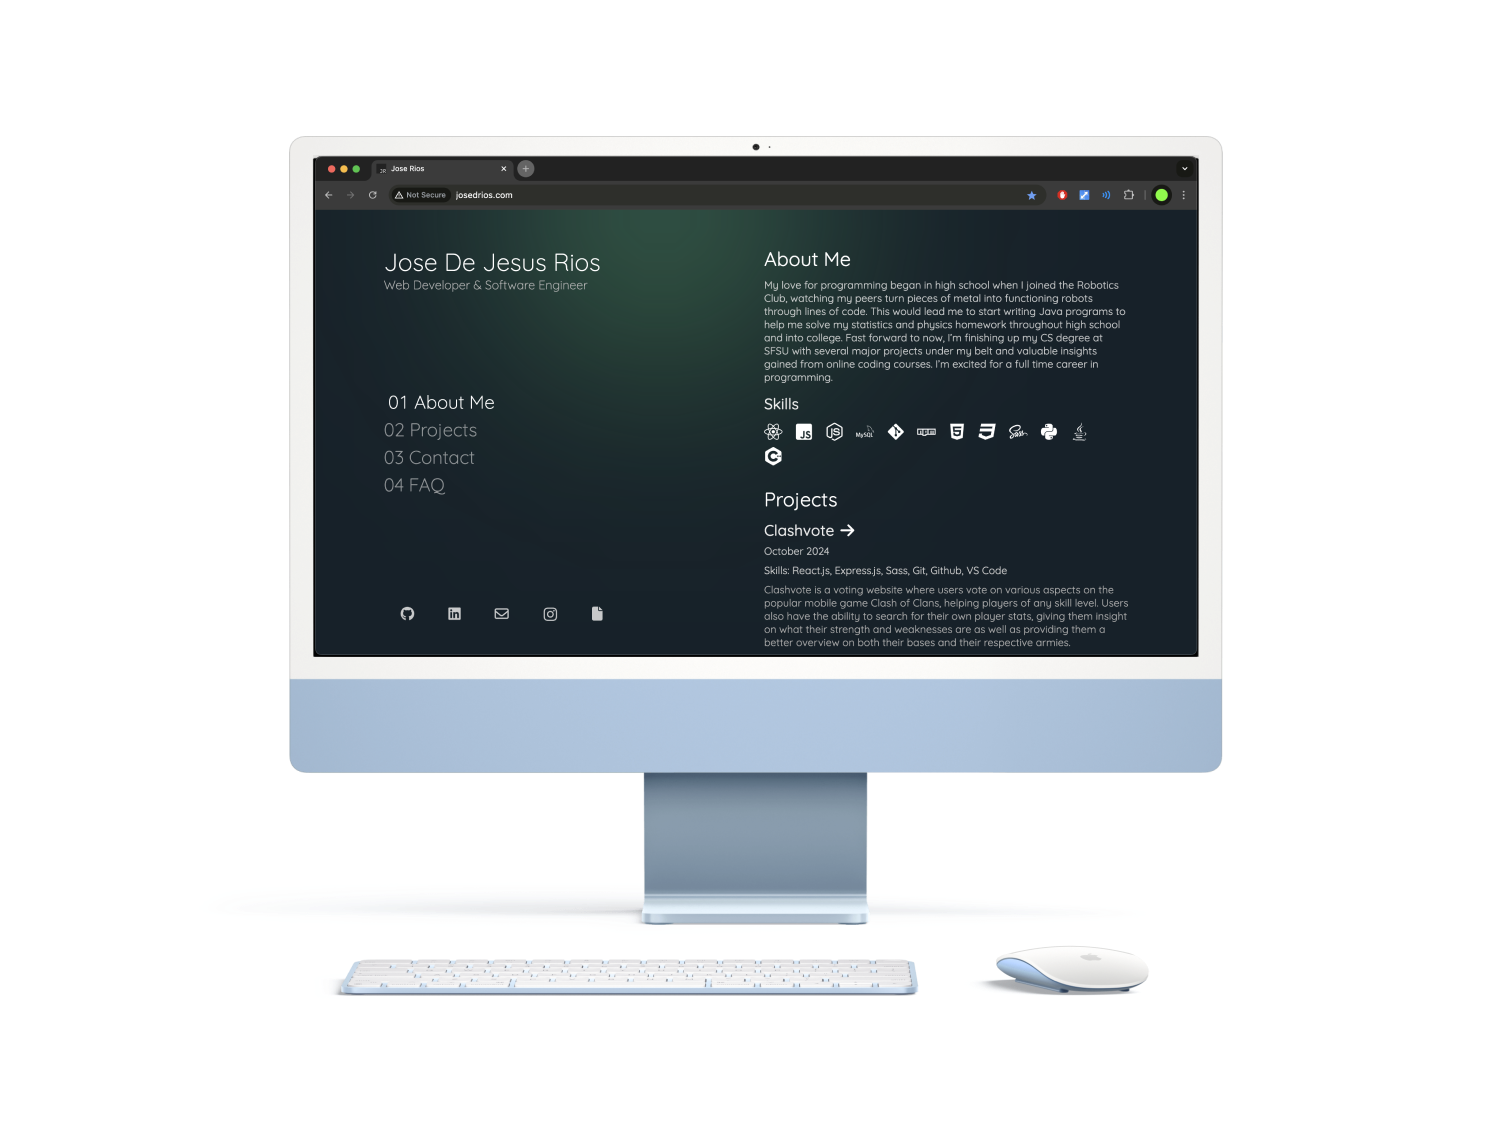 Jose Rios
Not Secure josedrios.com
Jose De Jesus Rios
Web Developer & Software Engineer
01 About Me
02 Projects
03 Contact
04 FAQ
About Me
My love for programming began in high school when I joined the Robotics
Club, watching my peers turn pieces of metal into functioning robots
through lines of code. This would lead me to start writing Java programs to
help me solve my statistics and physics homework throughout high school
and into college. Fast forward to now, I'm finishing up my CS degree at
SFSU with several major projects under my belt and valuable insights
gained from online coding courses. I'm excited for a full time career in
programming.
Skills
JS JS MySQL npm 5 3 Sass
C
Projects
Clashvote →
October 2024
Skills: React.js, Express.js, Sass, Git, Github, VS Code
Clashvote is a voting website where users vote on various aspects on the
popular mobile game Clash of Clans, helping players of any skill level. Users
also have the ability to search for their own player stats, giving them insight
on what their strength and weaknesses are as well as providing them a
better overview on both their bases and their respective armies.